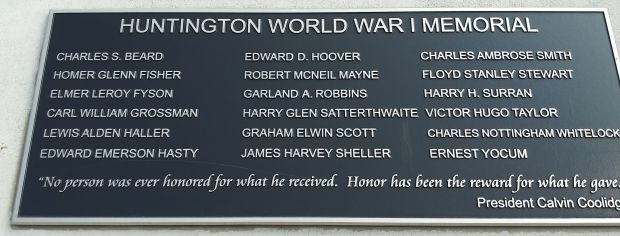 HUNTINGTON WORLD WAR I MEMORIAL
CHARLES S. BEARD EDWARD D. HOOVER CHARLES AMBROSE SMITH
HOMER GLENN FISHER ROBERT MCNEIL MAYNE FLOYD STANLEY STEWART
ELMER LEROY FYSON GARLAND A. ROBBINS HARRY H. SURRAN
CARL WILLIAM GROSSMAN HARRY GLEN SATTERTHWAITE VICTOR HUGO TAYLOR
LEWIS ALDEN HALLER GRAHAM ELWIN SCOTT CHARLES NOTTINGHAM WHITELOCK
EDWARD EMERSON HASTY JAMES HARVEY SHELLER ERNEST YOCUM
"No person was ever honored for what he received. Honor has been the reward for what he gave.
President Calvin Coolidg